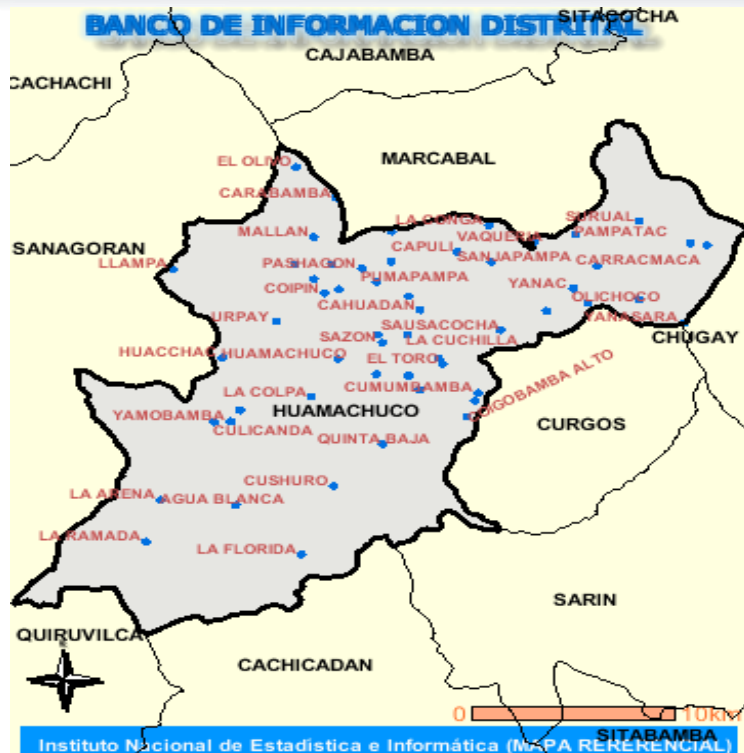 BANCO DE INFORMACION DISTRITAL
SITACOCHA
CAJABAMBA
CACHACHI
MARCABAL
EL OLIVO
CARABAMBA
LA CONGA
SURUAL
MALLAN
VAQUERIA
PAMPATAC
SANAGORAN
CAPULI
LLAMPA
PASHAGON
SANJAPAMPA
CARRACMACA
PUMAPAMPA
COIPIN
YANAC
CAHUADAN
OLICHOCO
URPAY
SAUSACOCHA
YANASARA
SAZON
LA CUCHILLA
CHUGAY
HUACCHAC
HUAMACHUCO
EL TORO
CUMUMBAMBA
COIGOBAMBA ALTO
LA COLPA
HUAMACHUCO
YAMOBAMBA
CULICANDA
CURGOS
QUINTA BAJA
CUSHURO
LA ARENA
AGUA BLANCA
LA RAMADA
LA FLORIDA
SARIN
QUIRUVILCA
CACHICADAN
0 10km
SITABAMBA
Instituto Nacional de Estadistica e Informática (MAPA RERERENCIAL)